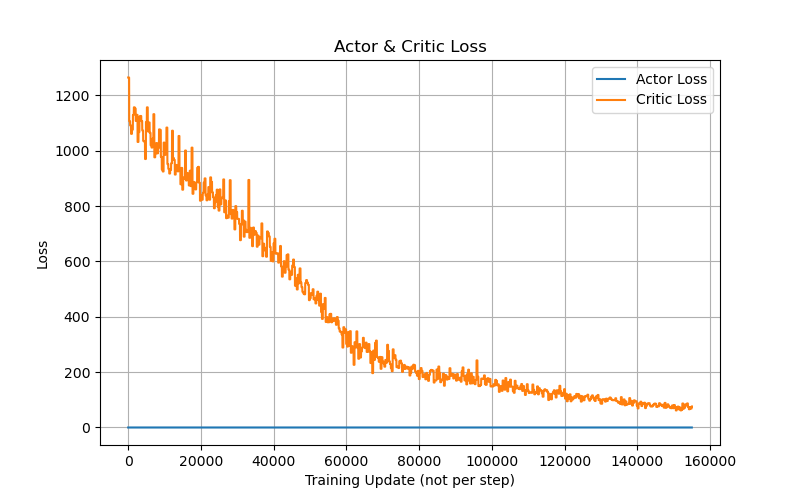 Actor & Critic Loss
Actor Loss
Critic Loss
1200
1000
800
600
400
200
0
Loss
0 20000 40000 60000 80000 100000 120000 140000 160000
Training Update (not per step)